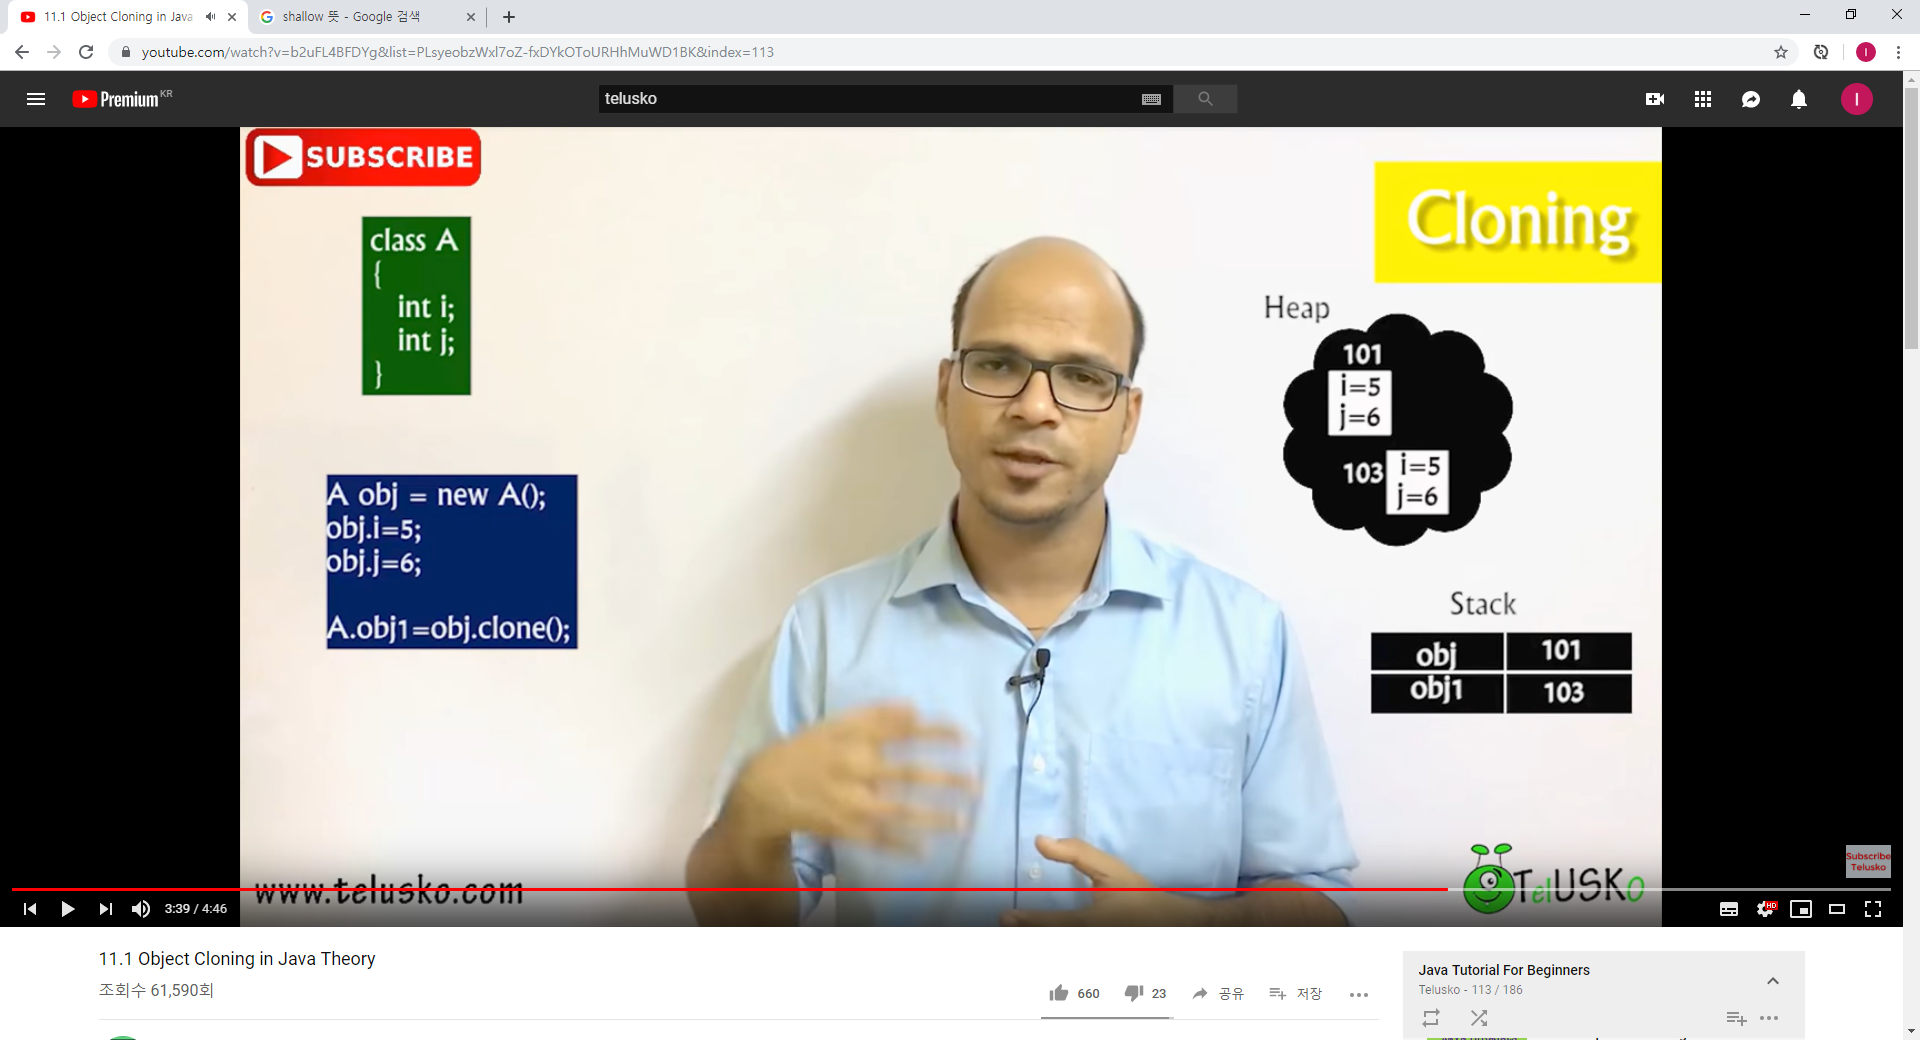 11.1 Object Cloning in Java
shallow 뜻 - Google 검색
youtube.com/watch?v=b2uFL4BFDYg&list=PLsyeobzWxl7oZ-fxDYkOToURHhMuWD1BK&index=113
Premium KR
telusko
I
I
SUBSCRIBE
Cloning
class A
{
int i;
int j;
}
Heap
101
i=5
j=6
103
i=5
j=6
A obj = new A();
obj.i=5;
obj.j=6;
A.obj1=obj.clone();
Stack
obj 101
obj1 103
Subscribe
Telusko
www.telusko.com
TelUSKo
3:39 / 4:46
HD
11.1 Object Cloning in Java Theory
조회수 61,590회
660
23
공유
저장
Java Tutorial For Beginners
Telusko - 113 / 186